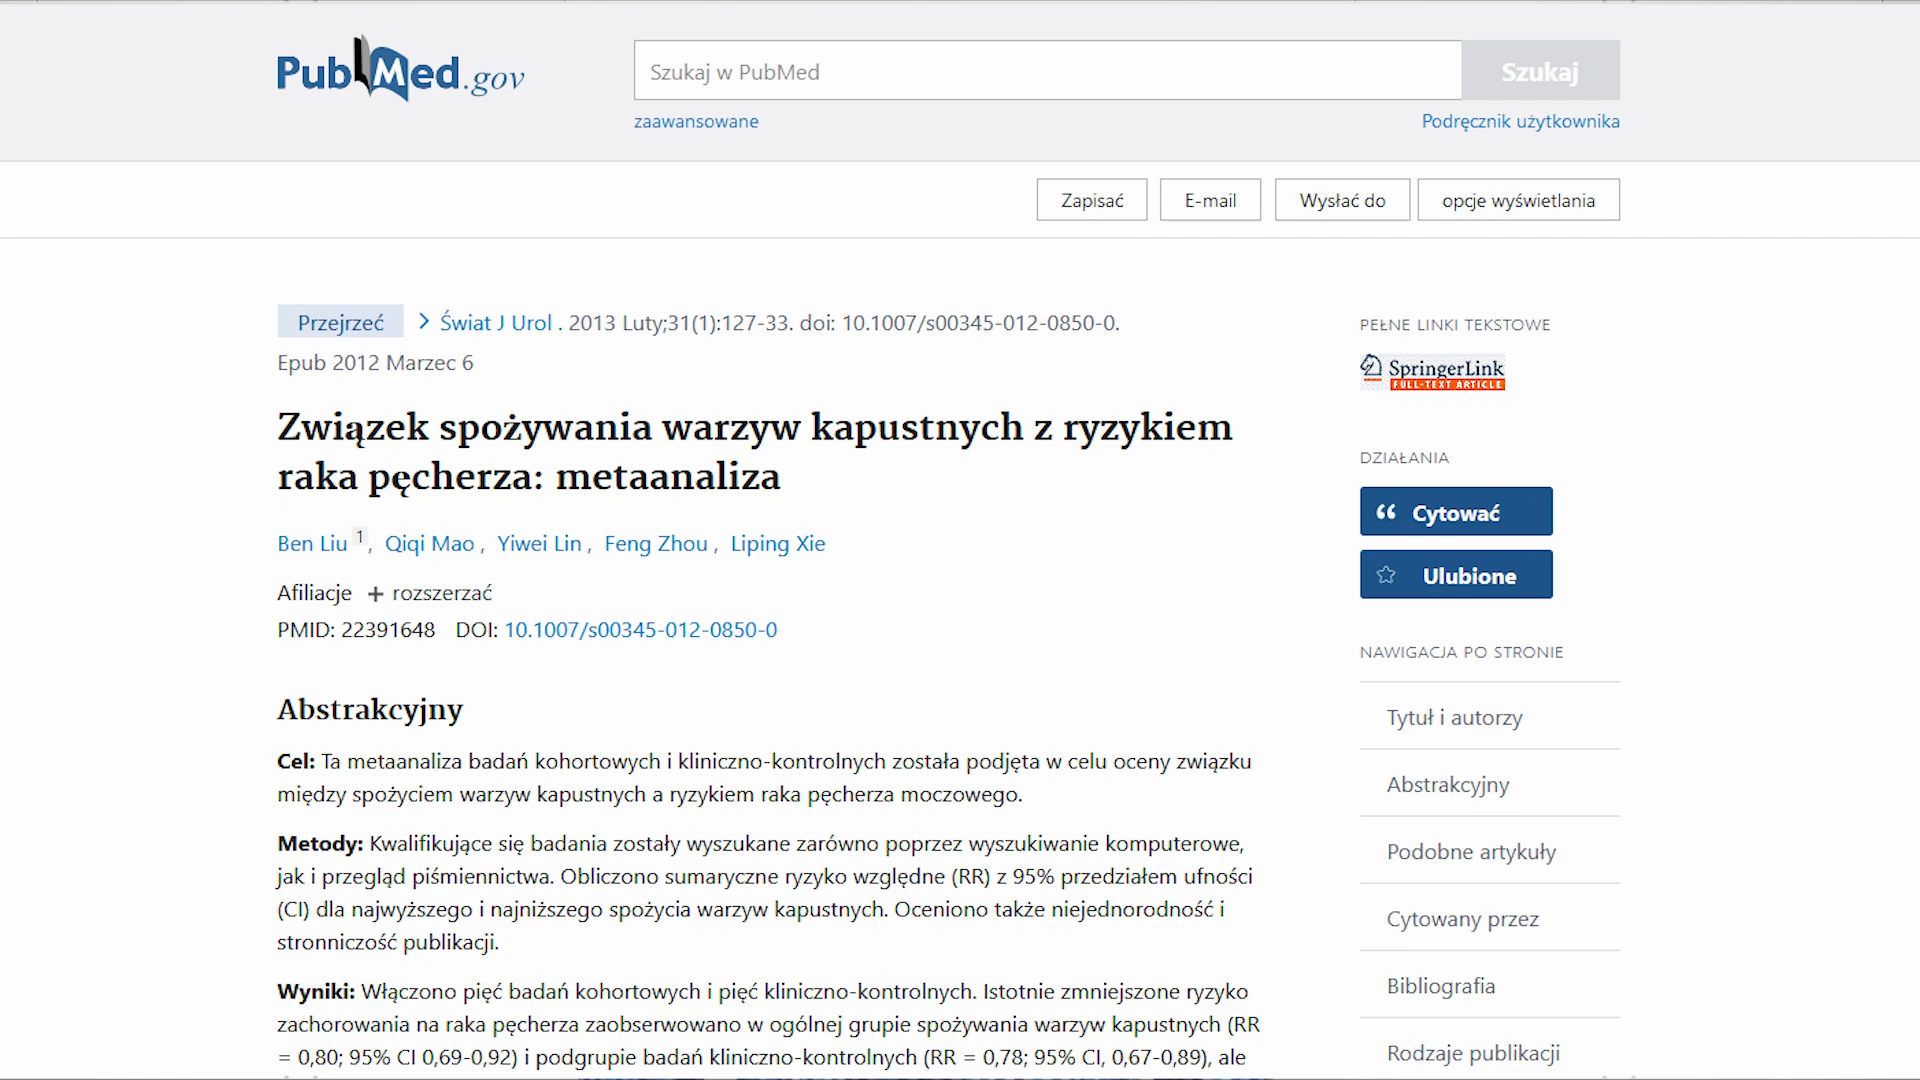 PubMed.gov
Szukaj w PubMed
Szukaj
zaawansowane
Podręcznik użytkownika
Zapisać
E-mail
Wysłać do
opcje wyświetlania
Przejrzeć > Świat J Urol . 2013 Luty;31(1):127-33. doi: 10.1007/s00345-012-0850-0.
Epub 2012 Marzec 6
Związek spożywania warzyw kapustnych z ryzykiem
raka pęcherza: metaanaliza
Ben Liu 1, Qiqi Mao , Yiwei Lin , Feng Zhou , Liping Xie
Afiliacje + rozszerzać
PMID: 22391648 DOI: 10.1007/s00345-012-0850-0
Abstrakcyjny
Cel: Ta metaanaliza badań kohortowych i kliniczno-kontrolnych została podjęta w celu oceny związku
między spożyciem warzyw kapustnych a ryzykiem raka pęcherza moczowego.
Metody: Kwalifikujące się badania zostały wyszukane zarówno poprzez wyszukiwanie komputerowe,
jak i przegląd piśmiennictwa. Obliczono sumaryczne ryzyko względne (RR) z 95% przedziałem ufności
(CI) dla najwyższego i najniższego spożycia warzyw kapustnych. Oceniono także niejednorodność i
stronniczość publikacji.
Wyniki: Włączono pięć badań kohortowych i pięć kliniczno-kontrolnych. Istotnie zmniejszone ryzyko
zachorowania na raka pęcherza zaobserwowano w ogólnej grupie spożywania warzyw kapustnych (RR
= 0,80; 95% CI 0,69-0,92) i podgrupie badań kliniczno-kontrolnych (RR = 0,78; 95% CI, 0,67-0,89), ale
PEŁNE LINKI TEKSTOWE
SpringerLink
FULL-TEXT ARTICLE
DZIAŁANIA
Cytować
Ulubione
NAWIGACJA PO STRONIE
Tytuł i autorzy
Abstrakcyjny
Podobne artykuły
Cytowany przez
Bibliografia
Rodzaje publikacji